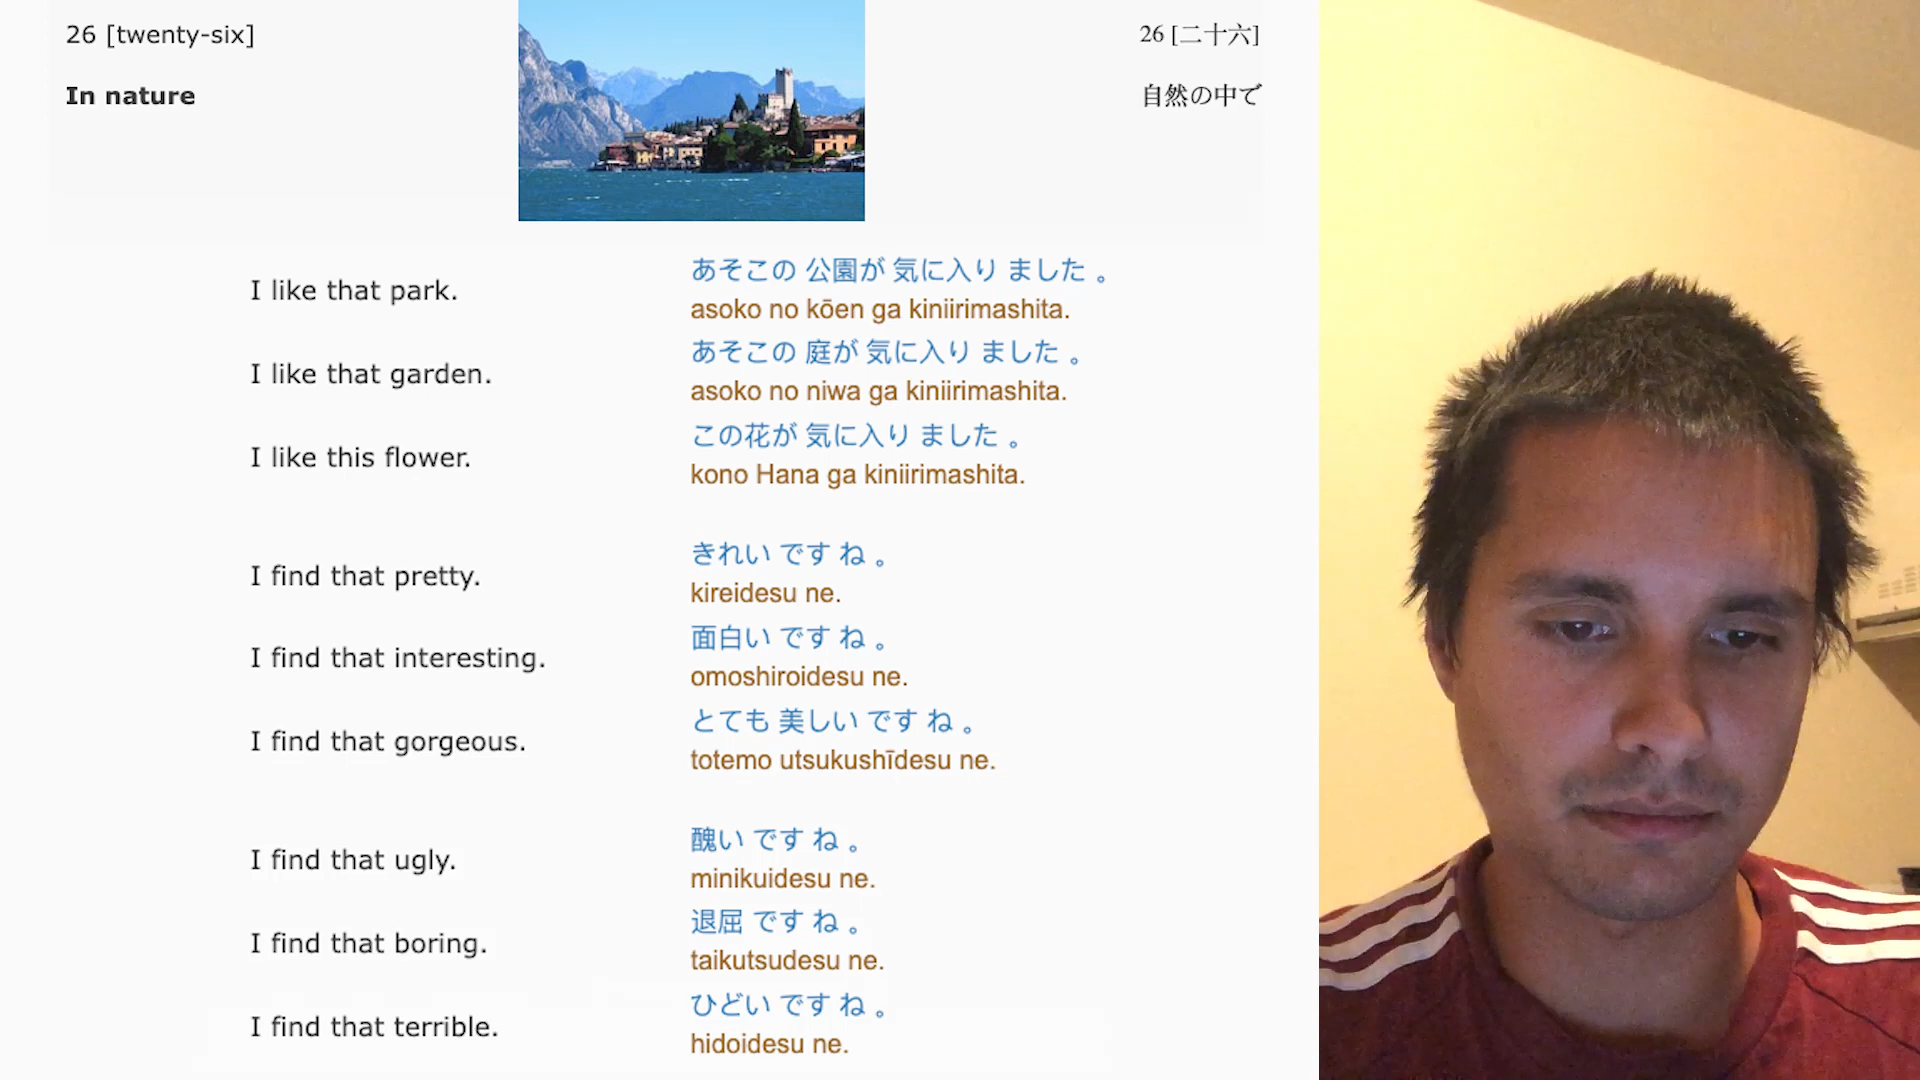 26 [twenty-six]
26 [二十六]
In nature
自然の中で
I like that park.
あそこの 公園が 気に入り ました 。
asoko no kōen ga kiniirimashita.
I like that garden.
あそこの 庭が 気に入り ました 。
asoko no niwa ga kiniirimashita.
I like this flower.
この花が 気に入り ました 。
kono Hana ga kiniirimashita.
I find that pretty.
きれい です ね 。
kireidesu ne.
I find that interesting.
面白い です ね 。
omoshiroidesu ne.
I find that gorgeous.
とても 美しい です ね 。
totemo utsukushīdesu ne.
I find that ugly.
醜い です ね 。
minikuidesu ne.
I find that boring.
退屈 です ね 。
taikutsudesu ne.
I find that terrible.
ひどい です ね 。
hidoidesu ne.